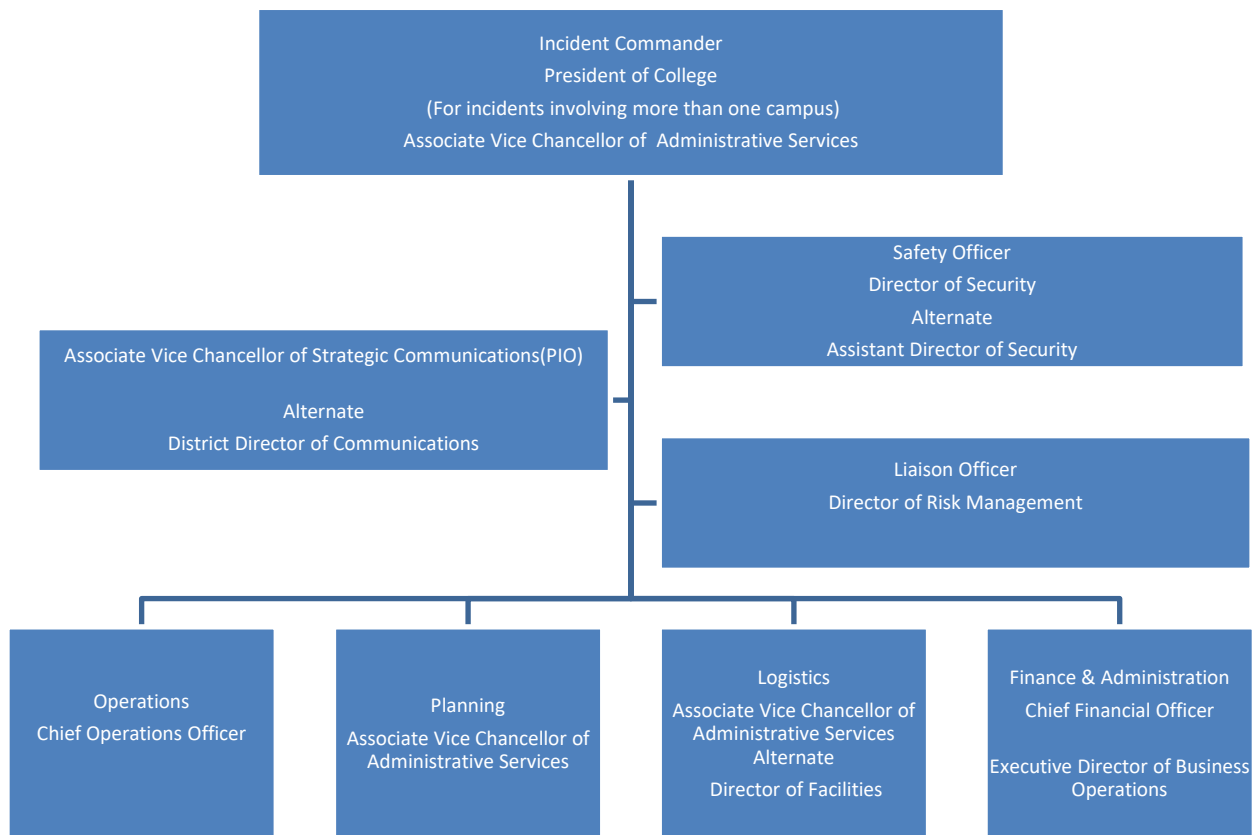 Incident Commander
President of College
(For incidents involving more than one campus)
Associate Vice Chancellor of  Administrative Services
Safety Officer
Director of Security
Alternate
Assistant Director of Security
Associate Vice Chancellor of Strategic Communications(PIO)
Alternate
District Director of Communications
Liaison Officer
Director of Risk Management
Operations
Chief Operations Officer
Planning
Associate Vice Chancellor of
Administrative Services
Logistics
Associate Vice Chancellor of
Administrative Services
Alternate
Director of Facilities
Finance & Administration
Chief Financial Officer
Executive Director of Business
Operations